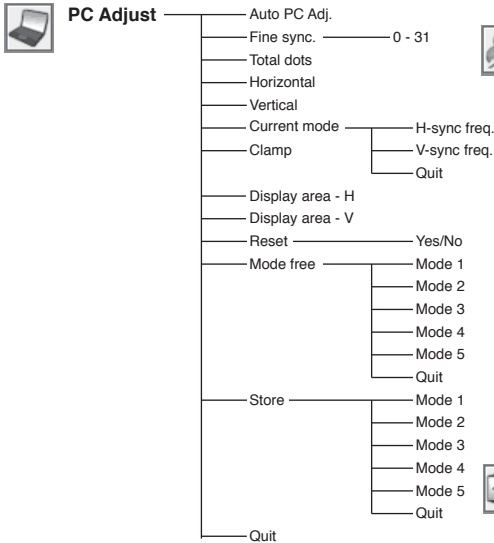 PC Adjust
Auto PC Adj.
Fine sync. 0 - 31
Total dots
Horizontal
Vertical
Current mode H-sync freq.
Clamp V-sync freq.
Quit
Display area - H
Display area - V
Reset Yes/No
Mode free Mode 1
Mode 2
Mode 3
Mode 4
Mode 5
Quit
Store Mode 1
Mode 2
Mode 3
Mode 4
Mode 5
Quit
Quit